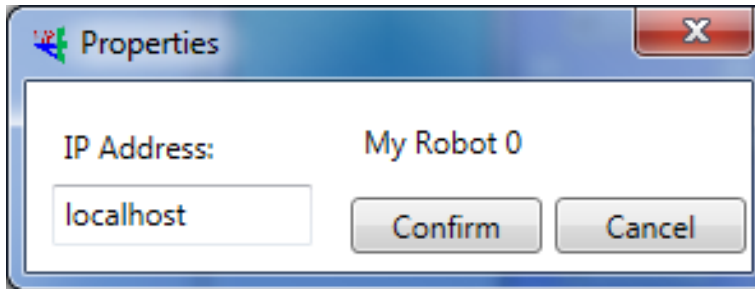 Properties
IP Address:
My Robot 0
localhost
Confirm
Cancel